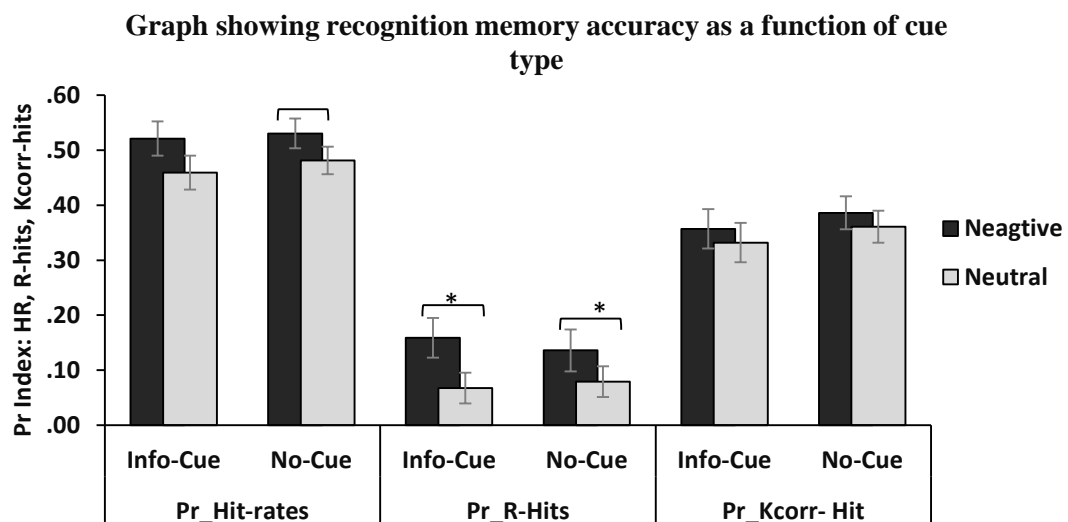 Graph showing recognition memory accuracy as a function of cue
type
Pr Index: HR, R-hits, Kcorr-hits
.60
.50
.40
.30
.20
.10
.00
*
*
Neagtive
Neutral
Info-Cue No-Cue Info-Cue No-Cue Info-Cue No-Cue
Pr_Hit-rates Pr_R-Hits Pr_Kcorr- Hit